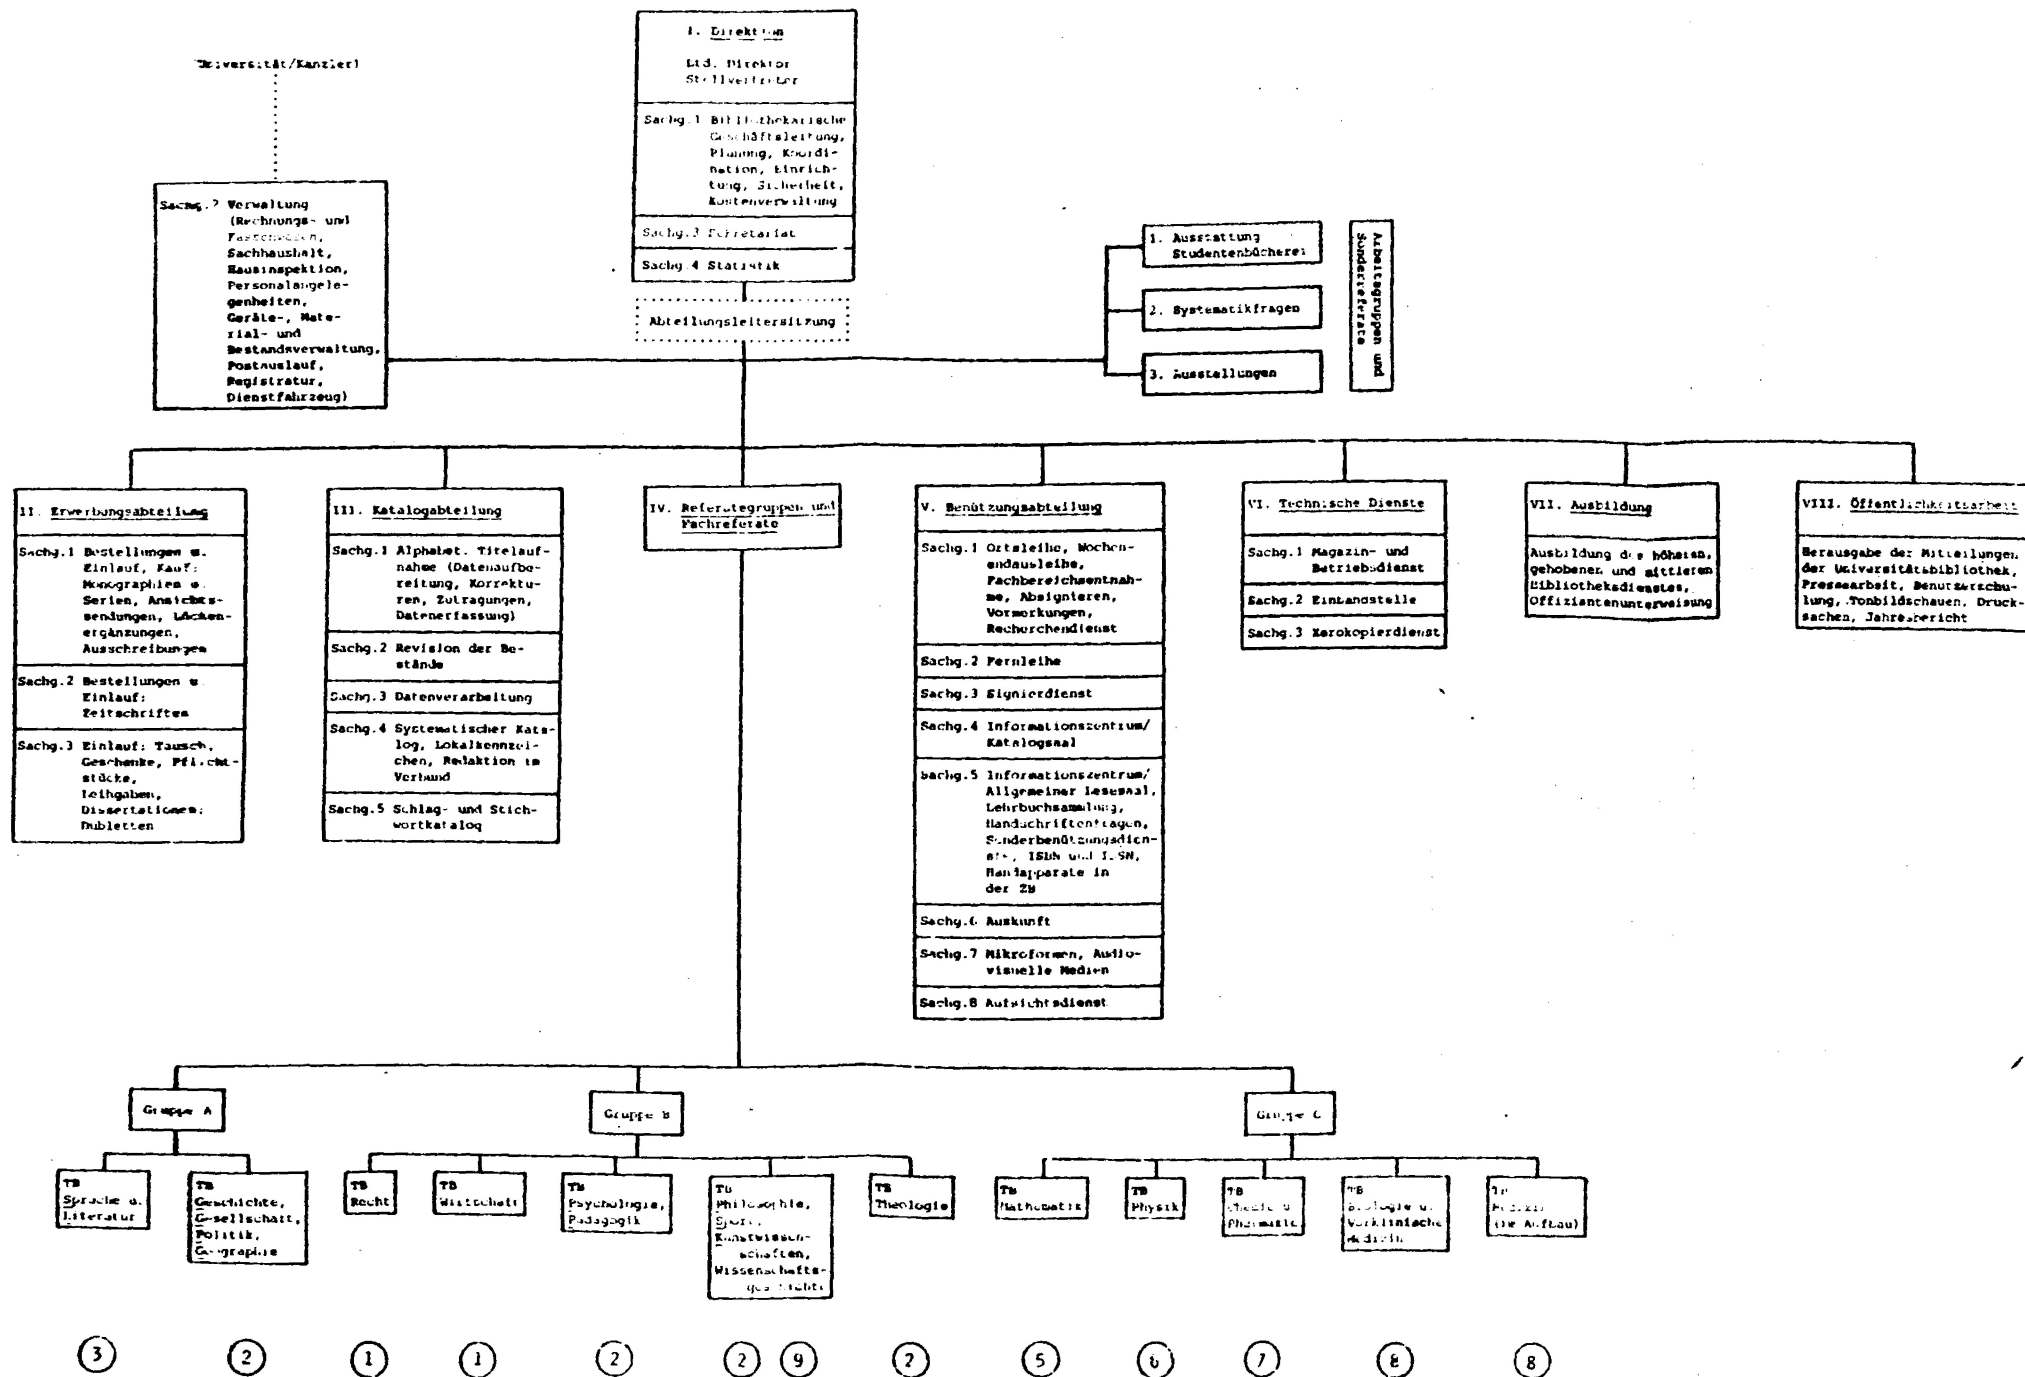 I. Direktion
Ltd. Direktor
Stellvertreter
Sachg.1 Bibliothekarische
Geschäftsleitung,
Planung, Koordi-
nation, Einrich-
tung, Sicherheit,
Kostenverwaltung
Sachg.3 Sekretariat
Sachg.4 Statistik
Abteilungsleitersitzung
Universität/Kanzler)
Sachg.2 Verwaltung
(Rechnungs- und
Sachhaushalt,
Hausinspektion,
Personalangele-
genheiten,
Geräte-, Mate-
rial- und
Bestandsverwaltung,
Postauslauf,
Registratur,
Dienstfahrzeug)
1. Ausstattung
Studentenbücherei
2. Systematikfragen
3. Ausstellungen
Arbeitsgruppen und
Sonderreferate
II. Erwerbungsabteilung
Sachg.1 Bestellungen u.
Einlauf, Kauf:
Monographien u.
Serien, Ansichts-
sendungen, Lücken-
ergänzungen,
Ausschreibungen
Sachg.2 Bestellungen u.
Einlauf:
Zeitschriften
Sachg.3 Einlauf: Tausch,
Geschenke, Pflicht-
stücke,
Leihgaben,
Dissertationen;
Dubletten
III. Katalogabteilung
Sachg.1 Alphabet. Titelauf-
nahme (Datenaufbe-
reitung, Korrektu-
ren, Zutragungen,
Datenerfassung)
Sachg.2 Revision der Be-
stände
Sachg.3 Datenverarbeitung
Sachg.4 Systematischer Kata-
log, Lokalkennzei-
chen, Redaktion im
Verbund
Sachg.5 Schlag- und Stich-
wortkatalog
IV. Referategruppen und
Fachreferate
V. Benützungsabteilung
Sachg.1 Ortsleihe, Wochen-
endausleihe,
Fachbereichsentnah-
me, Absignieren,
Vormerkungen,
Recherchendienst
Sachg.2 Fernleihe
Sachg.3 Signierdienst
Sachg.4 Informationszentrum/
Katalogsaal
Sachg.5 Informationszentrum/
Allgemeiner Lesesaal,
Lehrbuchsammlung,
Handschriftenfragen,
Sonderbenützungsdien-
ste, ISBN und ISSN,
Handapparate in
der ZB
Sachg.6 Auskunft
Sachg.7 Mikroformen, Audio-
visuelle Medien
Sachg.8 Aufsichtsdienst
VI. Technische Dienste
Sachg.1 Magazin- und
Betriebsdienst
Sachg.2 Einbandstelle
Sachg.3 Xerokopierdienst
VII. Ausbildung
Ausbildung des höheren,
gehobenen und mittleren
Bibliotheksdienstes,
Offiziantenunterweisung
VIII. Öffentlichkeitsarbeit
Herausgabe der Mitteilungen
der Universitätsbibliothek,
Pressearbeit, Benutzerschu-
lung, Tonbildschauen, Druck-
sachen, Jahresbericht
Gruppe A
Gruppe B
Gruppe C
TB
Sprache u.
Literatur
TB
Geschichte,
Gesellschaft,
Politik,
Geographie
TB
Recht
TB
Wirtschaft
TB
Psychologie,
Pädagogik
TB
Philosophie,
Sport,
Kunstwissen-
schaften,
Wissenschafts-
geschichte
TB
Theologie
TB
Mathematik
TB
Physik
TB
Chemie u.
Pharmazie
TB
Biologie u.
Vorklinische
Medizin
TB
Medizin
(im Aufbau)
3 2 1 1 2 2 9 2 5 6 7 8 8